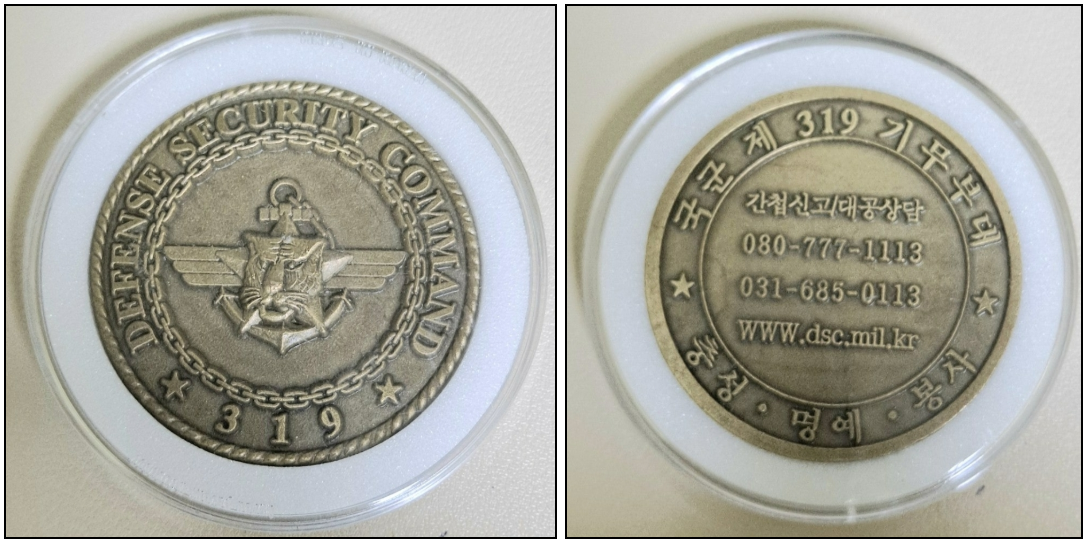 DEFENSE SECURITY COMMAND
319
국군 제 319 기무부대
간첩신고/대공상담
080-777-1113
031-685-0113
WWW.dsc.mil.kr
충성·명예·봉사